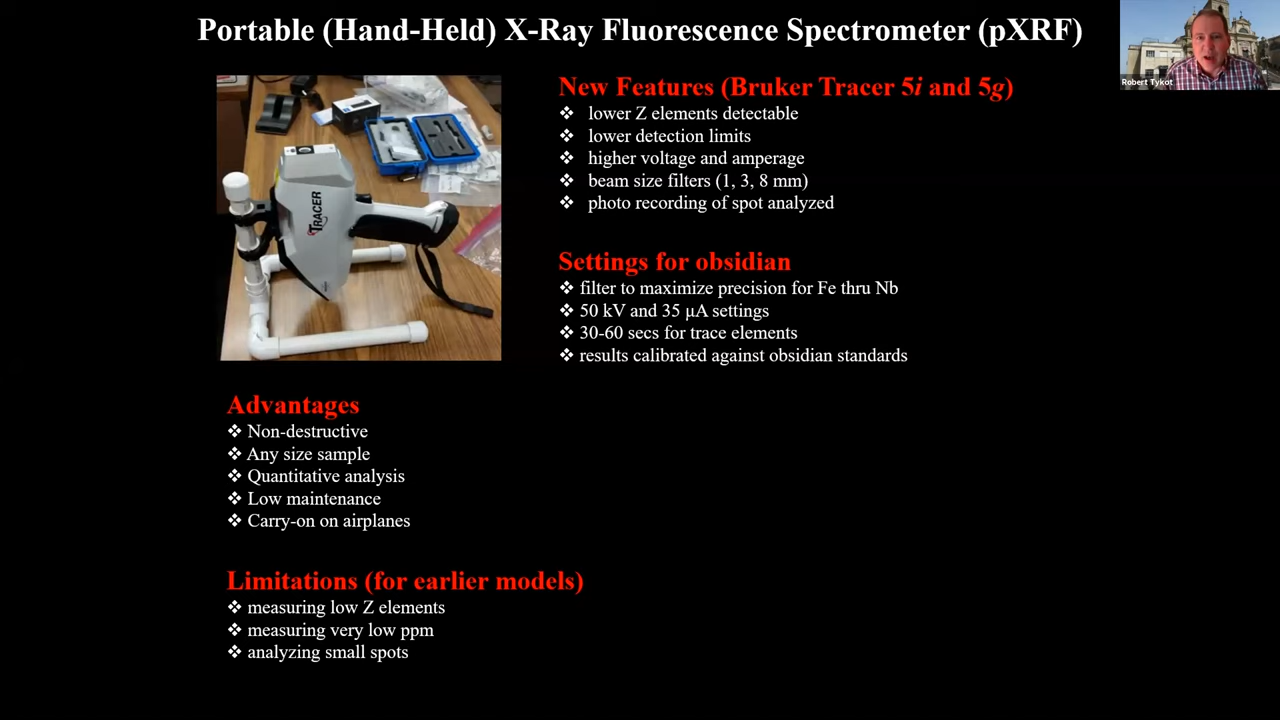 Portable (Hand-Held) X-Ray Fluorescence Spectrometer (pXRF)
Robert Tykot
TRACER
New Features (Bruker Tracer 5i and 5g)
❖ lower Z elements detectable
❖ lower detection limits
❖ higher voltage and amperage
❖ beam size filters (1, 3, 8 mm)
❖ photo recording of spot analyzed
Settings for obsidian
❖ filter to maximize precision for Fe thru Nb
❖ 50 kV and 35 µA settings
❖ 30-60 secs for trace elements
❖ results calibrated against obsidian standards
Advantages
❖ Non-destructive
❖ Any size sample
❖ Quantitative analysis
❖ Low maintenance
❖ Carry-on on airplanes
Limitations (for earlier models)
❖ measuring low Z elements
❖ measuring very low ppm
❖ analyzing small spots